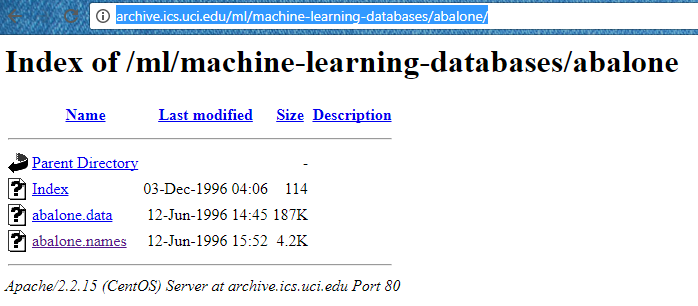 archive.ics.uci.edu/ml/machine-learning-databases/abalone/
Index of /ml/machine-learning-databases/abalone
Name Last modified Size Description
Parent Directory -
Index 03-Dec-1996 04:06 114
abalone.data 12-Jun-1996 14:45 187K
abalone.names 12-Jun-1996 15:52 4.2K
Apache/2.2.15 (CentOS) Server at archive.ics.uci.edu Port 80